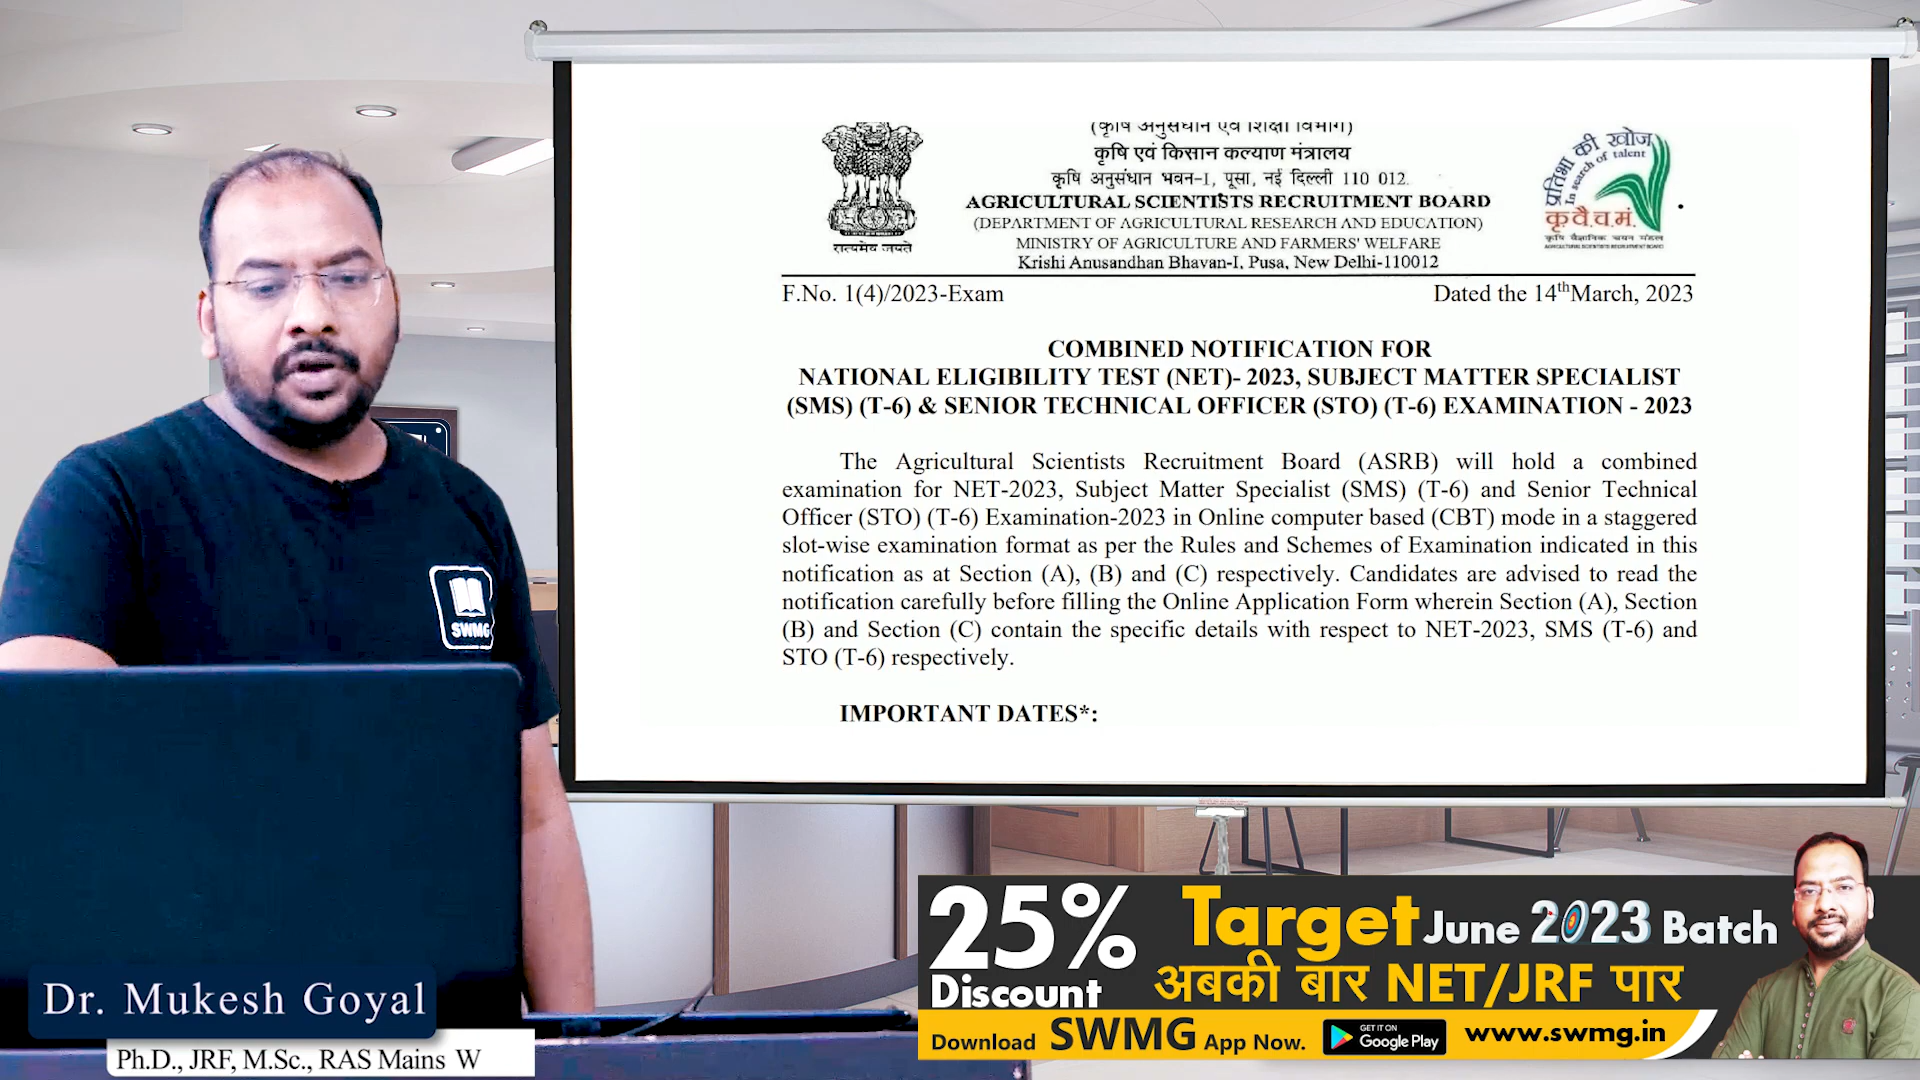 (कृषि अनुसंधान एवं शिक्षा विभाग)
कृषि एवं किसान कल्याण मंत्रालय
कृषि अनुसंधान भवन-I, पूसा, नई दिल्ली 110 012.
AGRICULTURAL SCIENTISTS RECRUITMENT BOARD
(DEPARTMENT OF AGRICULTURAL RESEARCH AND EDUCATION)
MINISTRY OF AGRICULTURE AND FARMERS' WELFARE
Krishi Anusandhan Bhavan-I, Pusa, New Delhi-110012
सत्यमेव जयते
प्रतिभा की खोज
In search of talent
कृ.वै.च.मं.
कृषि वैज्ञानिक चयन मंडल
AGRICULTURAL SCIENTISTS RECRUITMENT BOARD
F.No. 1(4)/2023-Exam
Dated the 14thMarch, 2023
COMBINED NOTIFICATION FOR
NATIONAL ELIGIBILITY TEST (NET)- 2023, SUBJECT MATTER SPECIALIST
(SMS) (T-6) & SENIOR TECHNICAL OFFICER (STO) (T-6) EXAMINATION - 2023
The Agricultural Scientists Recruitment Board (ASRB) will hold a combined
examination for NET-2023, Subject Matter Specialist (SMS) (T-6) and Senior Technical
Officer (STO) (T-6) Examination-2023 in Online computer based (CBT) mode in a staggered
slot-wise examination format as per the Rules and Schemes of Examination indicated in this
notification as at Section (A), (B) and (C) respectively. Candidates are advised to read the
notification carefully before filling the Online Application Form wherein Section (A), Section
(B) and Section (C) contain the specific details with respect to NET-2023, SMS (T-6) and
STO (T-6) respectively.
IMPORTANT DATES*:
SWMG
Dr. Mukesh Goyal
Ph.D., JRF, M.Sc., RAS Mains W
25%
Discount
Target June 2023 Batch
अबकी बार NET/JRF पार
Download SWMG App Now.
GET IT ON
Google Play
www.swmg.in